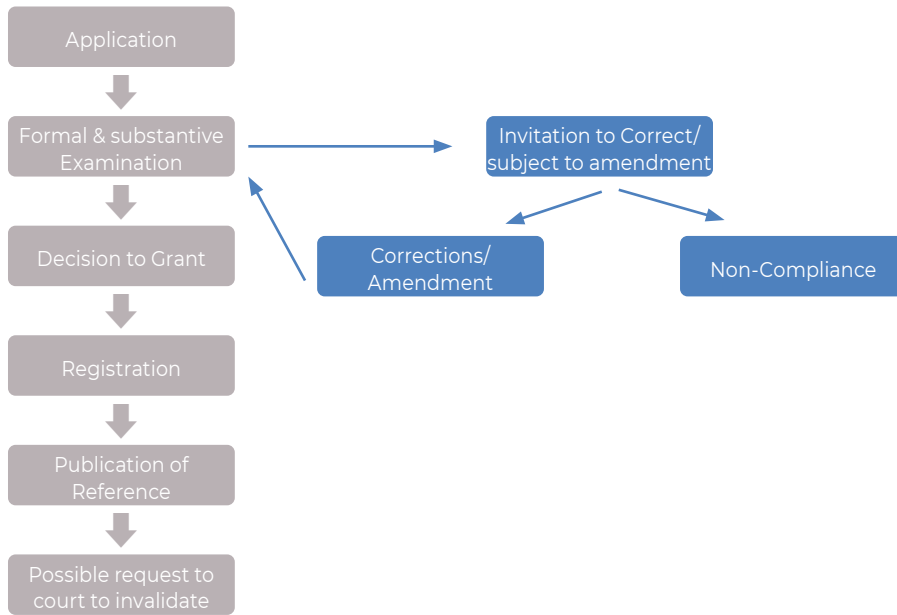 Application
Formal & substantive
Examination
Invitation to Correct/
subject to amendment
Decision to Grant
Corrections/
Amendment
Non-Compliance
Registration
Publication of
Reference
Possible request to
court to invalidate